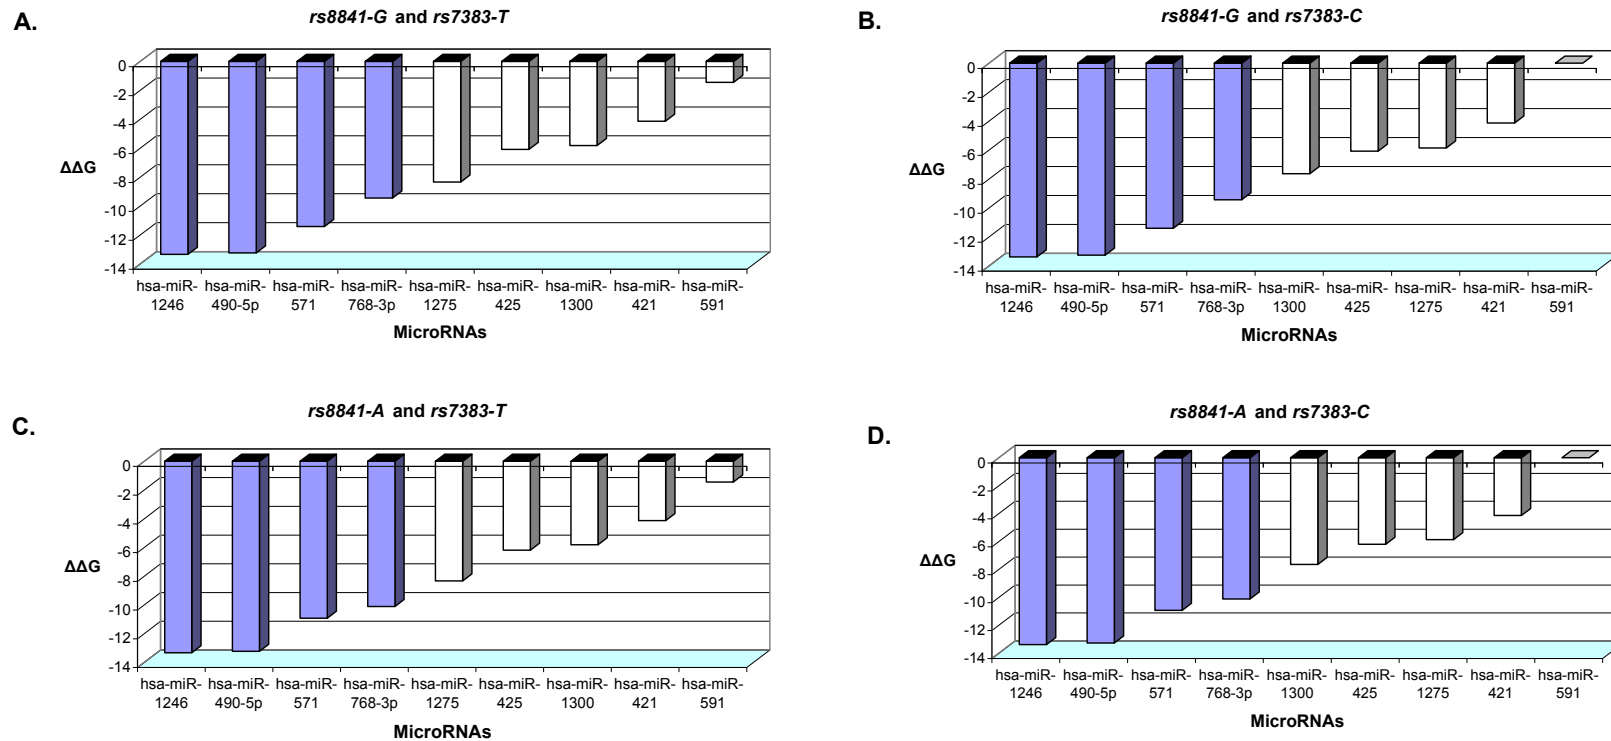 A.
rs8841-G and rs7383-T
0
-2
-4
-6
-8
-10
-12
-14
ΔΔG
hsa-miR-1246
hsa-miR-490-5p
hsa-miR-571
hsa-miR-768-3p
hsa-miR-1275
hsa-miR-425
hsa-miR-1300
hsa-miR-421
hsa-miR-591
MicroRNAs
B.
rs8841-G and rs7383-C
0
-2
-4
-6
-8
-10
-12
-14
ΔΔG
hsa-miR-1246
hsa-miR-490-5p
hsa-miR-571
hsa-miR-768-3p
hsa-miR-1300
hsa-miR-425
hsa-miR-1275
hsa-miR-421
hsa-miR-591
MicroRNAs
C.
rs8841-A and rs7383-T
0
-2
-4
-6
-8
-10
-12
-14
ΔΔG
hsa-miR-1246
hsa-miR-490-5p
hsa-miR-571
hsa-miR-768-3p
hsa-miR-1275
hsa-miR-425
hsa-miR-1300
hsa-miR-421
hsa-miR-591
MicroRNAs
D.
rs8841-A and rs7383-C
0
-2
-4
-6
-8
-10
-12
-14
ΔΔG
hsa-miR-1246
hsa-miR-490-5p
hsa-miR-571
hsa-miR-768-3p
hsa-miR-1300
hsa-miR-425
hsa-miR-1275
hsa-miR-421
hsa-miR-591
MicroRNAs